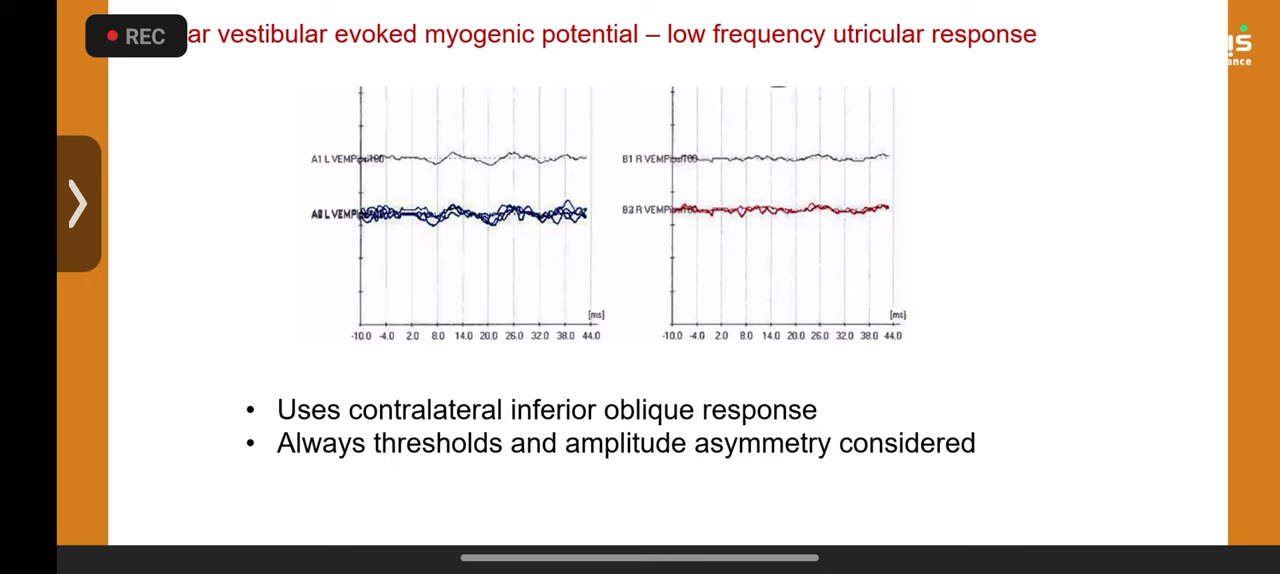 REC
ar vestibular evoked myogenic potential – low frequency utricular response
is
ance
A1 L VEMP
B1 R VEMP
L VEMP
R VEMP
[ms]
[ms]
-10.0 -4.0 2.0 8.0 14.0 20.0 26.0 32.0 38.0 44.0
-10.0 -4.0 2.0 8.0 14.0 20.0 26.0 32.0 38.0 44.0
• Uses contralateral inferior oblique response
• Always thresholds and amplitude asymmetry considered